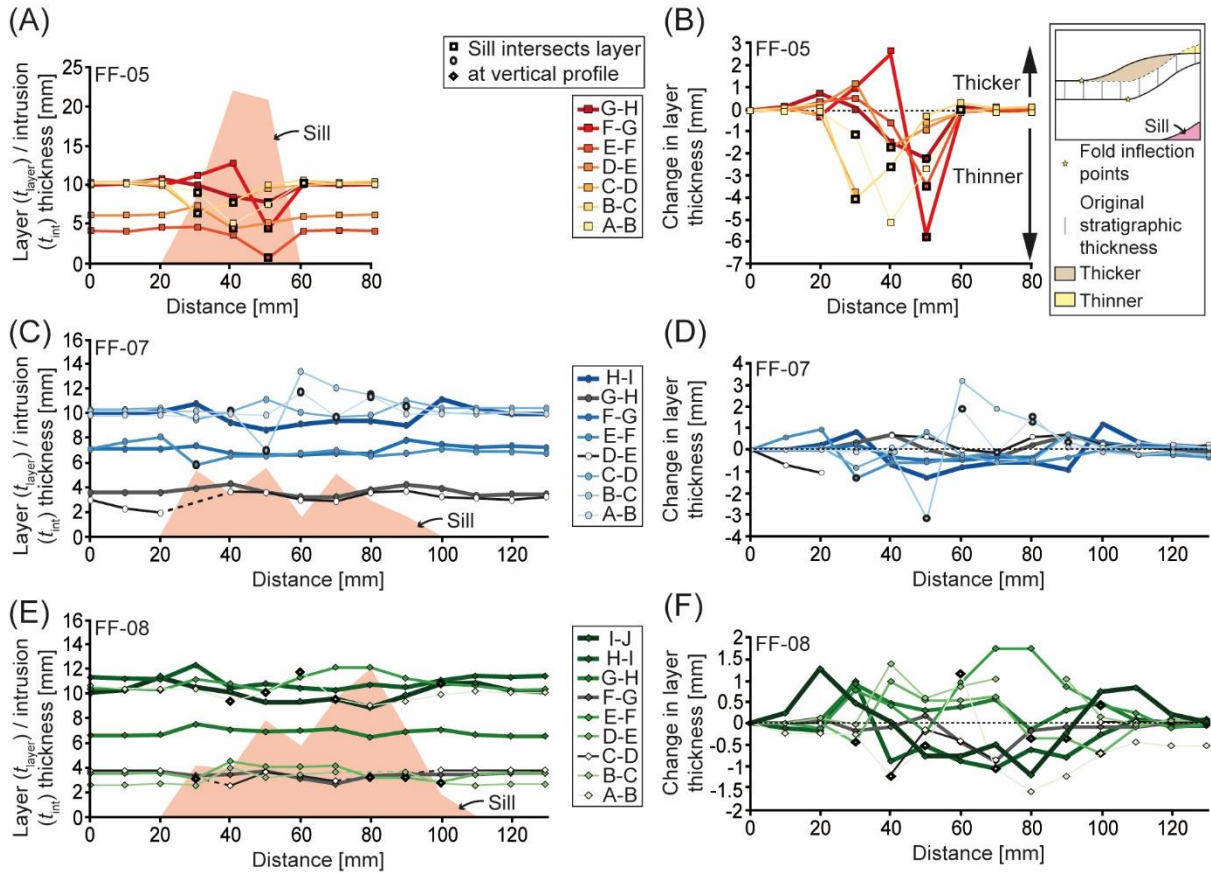 (A)
FF-05
Layer (tlayer) / intrusion
(tint) thickness [mm]
25
20
15
10
5
0
Sill
0 20 40 60 80
Distance [mm]
Sill intersects layer
at vertical profile
G-H
F-G
E-F
D-E
C-D
B-C
A-B
(B)
FF-05
Change in layer
thickness [mm]
3
2
1
0
-1
-2
-3
-4
-5
-6
-7
Thicker
Thinner
0 20 40 60 80
Distance [mm]
Sill
Fold inflection
points
Original
stratigraphic
thickness
Thicker
Thinner
(C)
FF-07
Layer (tlayer) / intrusion
(tint) thickness [mm]
16
14
12
10
8
6
4
2
0
Sill
0 20 40 60 80 100 120
Distance [mm]
H-I
G-H
F-G
E-F
D-E
C-D
B-C
A-B
(D)
FF-07
Change in layer
thickness [mm]
4
3
2
1
0
-1
-2
-3
-4
0 20 40 60 80 100 120
Distance [mm]
(E)
FF-08
Layer (tlayer) / intrusion
(tint) thickness [mm]
16
14
12
10
8
6
4
2
0
Sill
0 20 40 60 80 100 120
Distance [mm]
I-J
H-I
G-H
F-G
E-F
D-E
C-D
B-C
A-B
(F)
FF-08
Change in layer
thickness [mm]
2
1.5
1
0.5
0
-0.5
-1
-1.5
-2
0 20 40 60 80 100 120
Distance [mm]